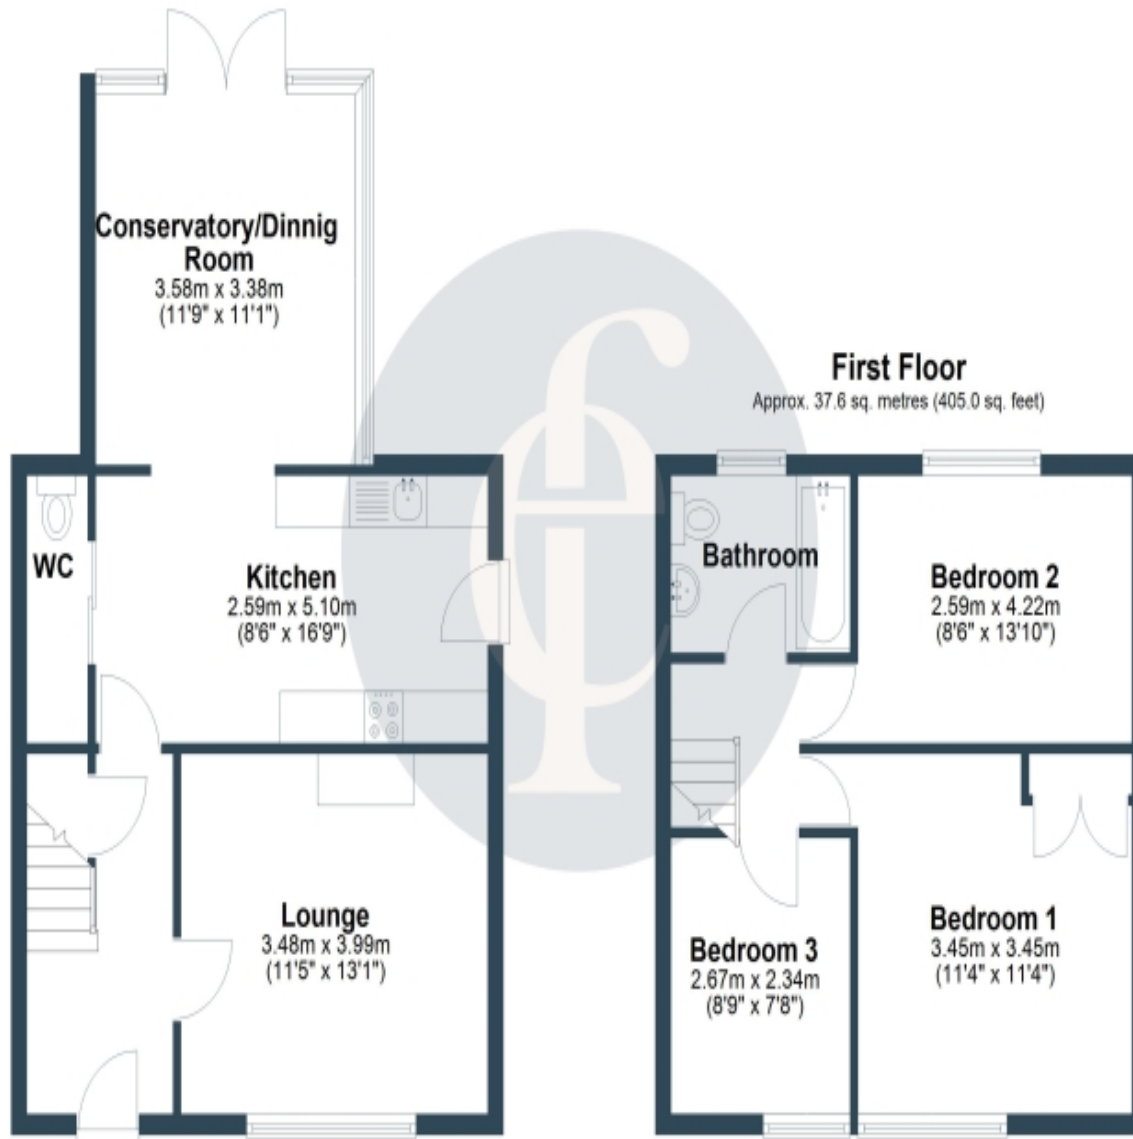 Conservatory/Dinnig
Room
3.58m x 3.38m
(11'9" x 11'1")
First Floor
Approx. 37.6 sq. metres (405.0 sq. feet)
WC
Kitchen
2.59m x 5.10m
(8'6" x 16'9")
Bathroom
Bedroom 2
2.59m x 4.22m
(8'6" x 13'10")
Lounge
3.48m x 3.99m
(11'5" x 13'1")
Bedroom 3
2.67m x 2.34m
(8'9" x 7'8")
Bedroom 1
3.45m x 3.45m
(11'4" x 11'4")